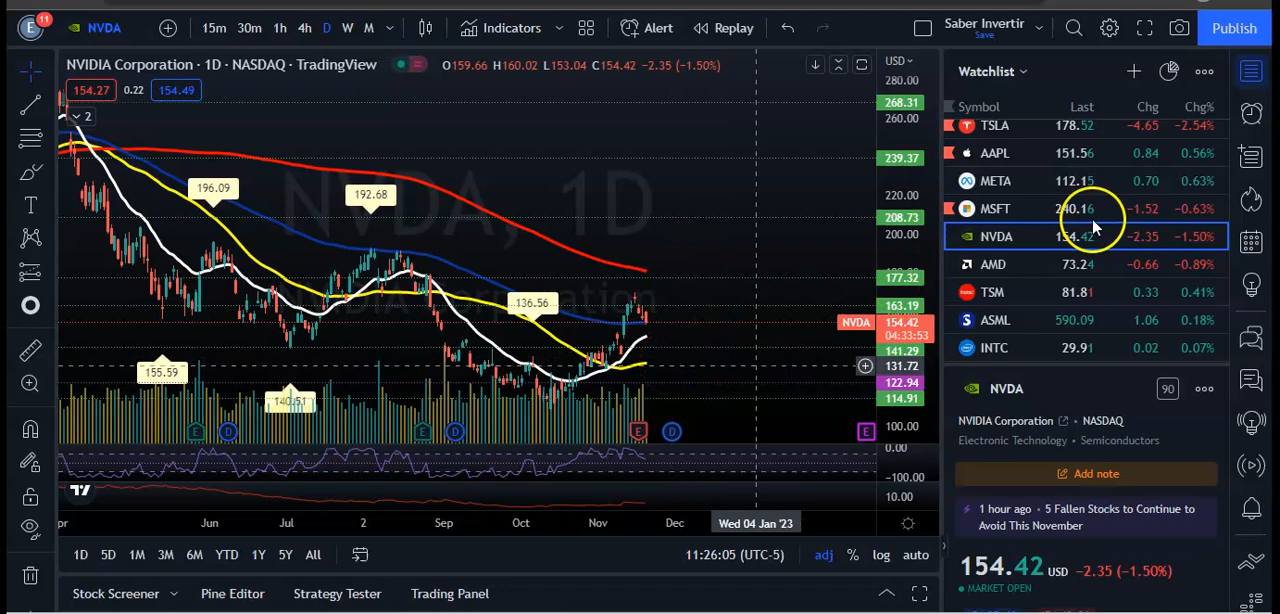 E 11 NVDA 15m 30m 1h 4h D W M Indicators Alert Replay Saber Invertir Save Publish
NVIDIA Corporation · 1D · NASDAQ · TradingView O159.66 H160.02 L153.04 C154.42 −2.35 (−1.50%) USD
154.27 0.22 154.49
2
NVDA, 1D
NVIDIA Corporation
196.09
192.68
155.59
140.51
136.56
280.00
268.31
260.00
239.37
220.00
208.73
200.00
177.32
163.19
NVDA 154.42
04:33:53
141.29
131.72
122.94
114.91
100.00
0.00
−100.00
10.00
E D E D E D E
Jun Jul 2 Sep Oct Nov Dec Wed 04 Jan '23
1D 5D 1M 3M 6M YTD 1Y 5Y All 11:26:05 (UTC-5) adj % log auto
Stock Screener Pine Editor Strategy Tester Trading Panel
Watchlist
Symbol Last Chg Chg%
TSLA 178.52 −4.65 −2.54%
AAPL 151.56 0.84 0.56%
META 112.15 0.70 0.63%
MSFT 240.16 −1.52 −0.63%
NVDA 154.42 −2.35 −1.50%
AMD 73.24 −0.66 −0.89%
TSM 81.81 0.33 0.41%
ASML 590.09 1.06 0.18%
INTC 29.91 0.02 0.07%
NVDA 90
NVIDIA Corporation · NASDAQ
Electronic Technology · Semiconductors
Add note
1 hour ago · 5 Fallen Stocks to Continue to
Avoid This November
154.42 USD −2.35 (−1.50%)
MARKET OPEN